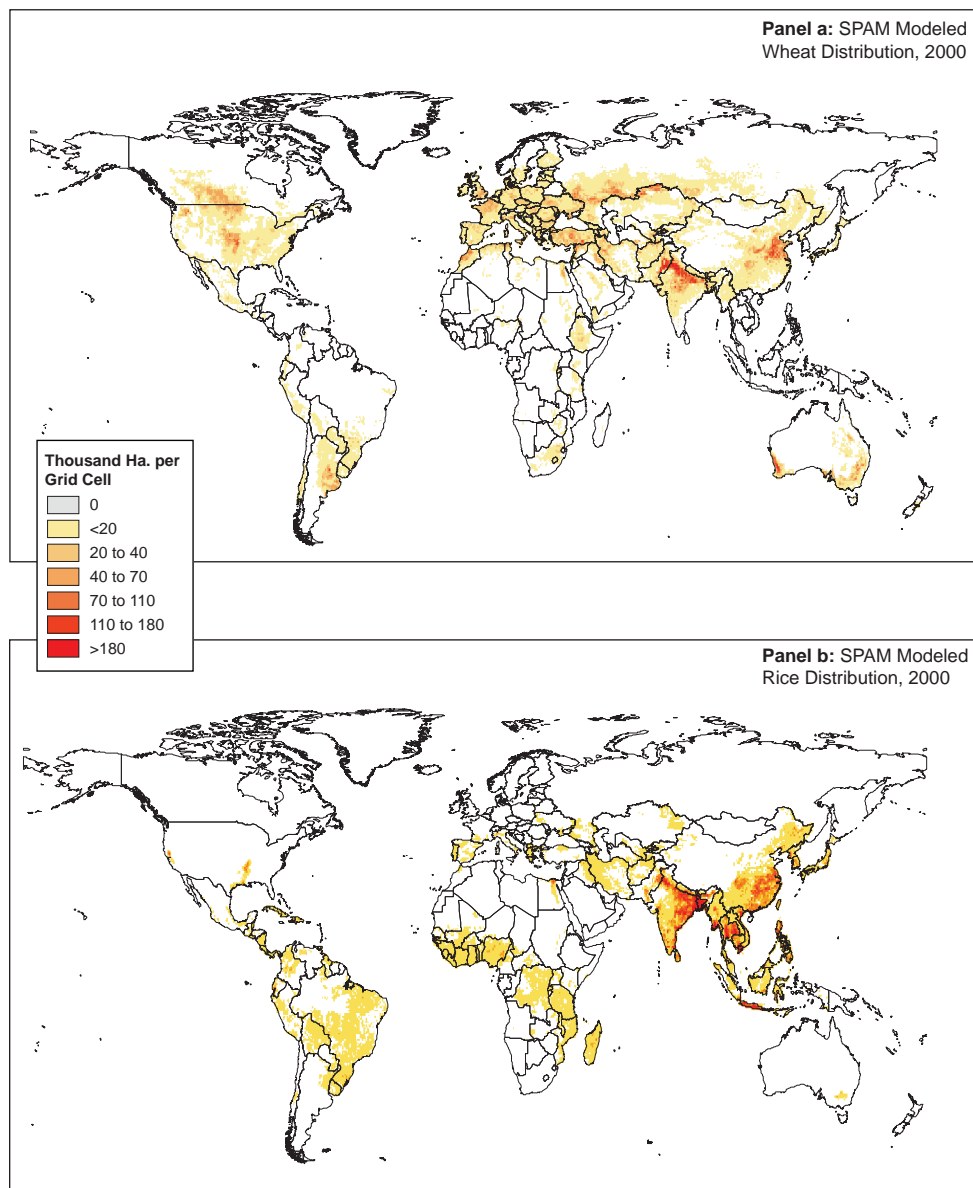 Panel a: SPAM Modeled
Wheat Distribution, 2000
Thousand Ha. per
Grid Cell
0
<20
20 to 40
40 to 70
70 to 110
110 to 180
>180
Panel b: SPAM Modeled
Rice Distribution, 2000